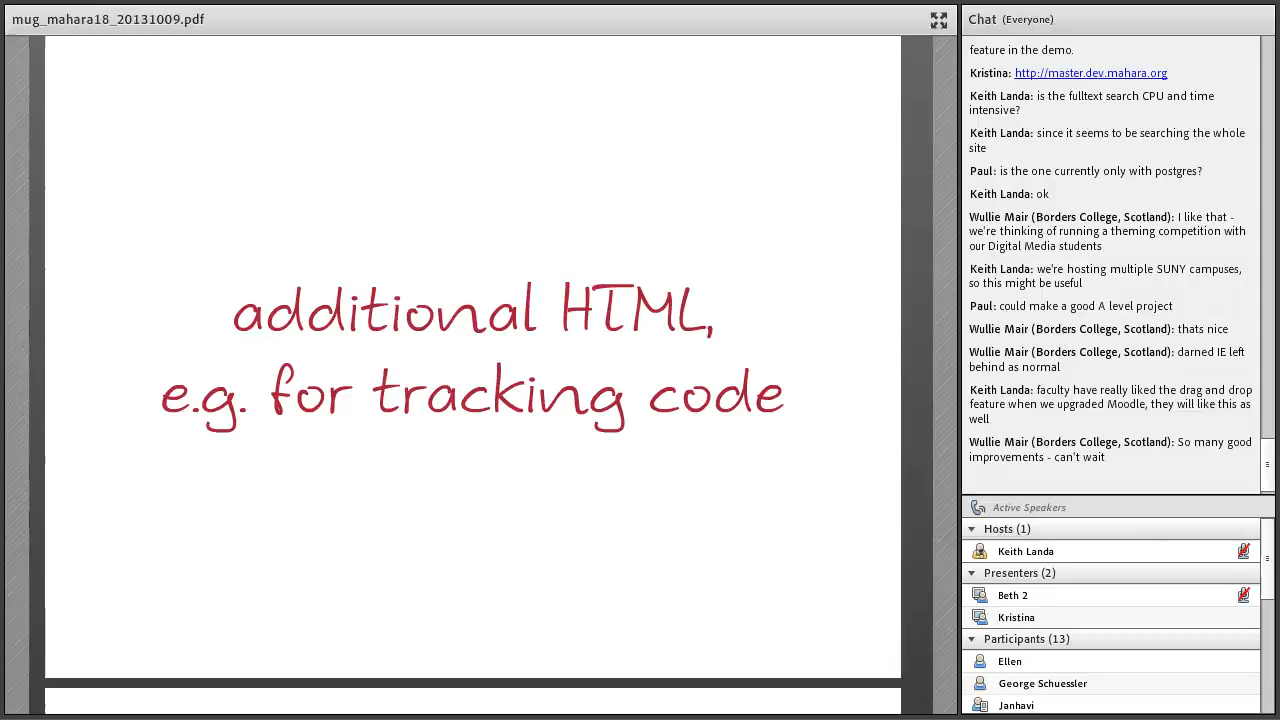 mug_mahara18_20131009.pdf
additional HTML,
e.g. for tracking code
Chat (Everyone)
feature in the demo.
Kristina: http://master.dev.mahara.org
Keith Landa: is the fulltext search CPU and time
intensive?
Keith Landa: since it seems to be searching the whole
site
Paul: is the one currently only with postgres?
Keith Landa: ok
Wullie Mair (Borders College, Scotland): I like that -
we're thinking of running a theming competition with
our Digital Media students
Keith Landa: we're hosting multiple SUNY campuses,
so this might be useful
Paul: could make a good A level project
Wullie Mair (Borders College, Scotland): thats nice
Wullie Mair (Borders College, Scotland): darned IE left
behind as normal
Keith Landa: faculty have really liked the drag and drop
feature when we upgraded Moodle, they will like this as
well
Wullie Mair (Borders College, Scotland): So many good
improvements - can't wait
Active Speakers
Hosts (1)
Keith Landa
Presenters (2)
Beth 2
Kristina
Participants (13)
Ellen
George Schuessler
Janhavi